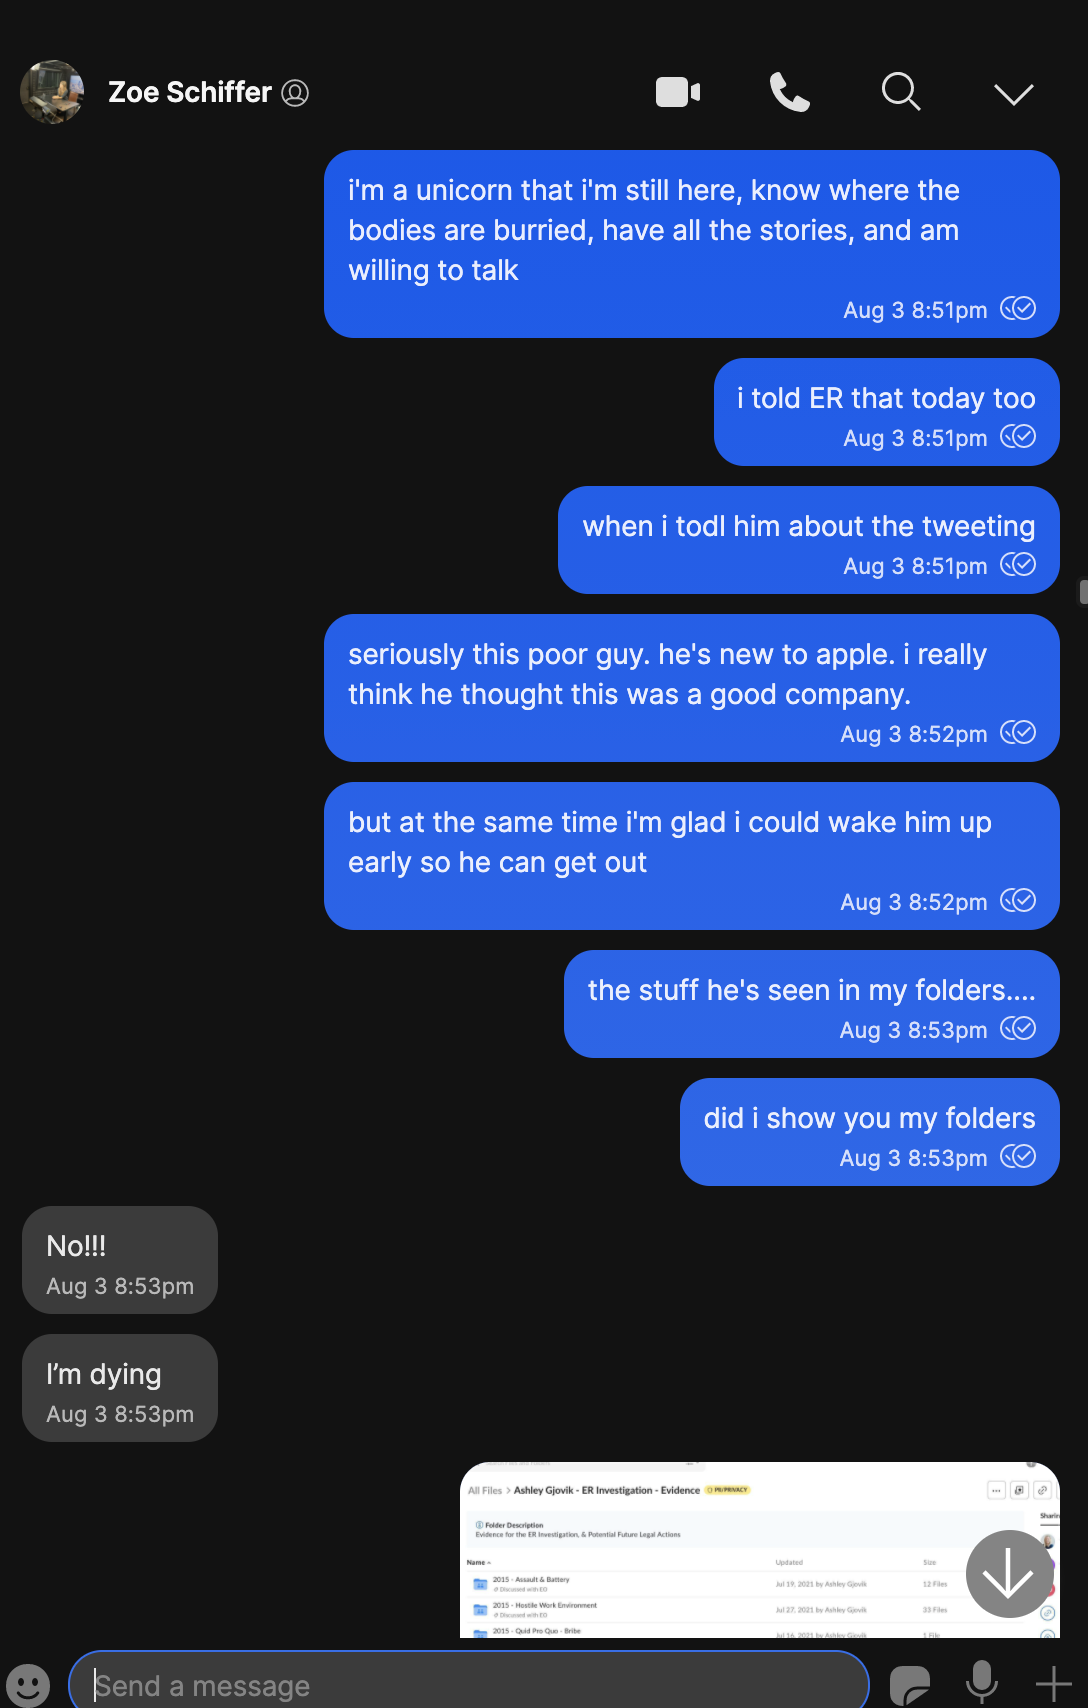 Zoe Schiffer
i'm a unicorn that i'm still here, know where the
bodies are burried, have all the stories, and am
willing to talk
Aug 3 8:51pm
i told ER that today too
Aug 3 8:51pm
when i todl him about the tweeting
Aug 3 8:51pm
seriously this poor guy. he's new to apple. i really
think he thought this was a good company.
Aug 3 8:52pm
but at the same time i'm glad i could wake him up
early so he can get out
Aug 3 8:52pm
the stuff he's seen in my folders....
Aug 3 8:53pm
did i show you my folders
Aug 3 8:53pm
No!!!
Aug 3 8:53pm
I'm dying
Aug 3 8:53pm
All Files > Ashley Gjovik - ER Investigation - Evidence PII/PRIVACY
Folder Description
Evidence for the ER Investigation, & Potential Future Legal Actions
Name Updated Size
2015 - Assault & Battery
Discussed with EO
Jul 19, 2021 by Ashley Gjovik 12 Files
2015 - Hostile Work Environment
Discussed with EO
Jul 27, 2021 by Ashley Gjovik 33 Files
2015 - Quid Pro Quo - Bribe
Jul 16, 2021 by Ashley Gjovik 1 File
Send a message